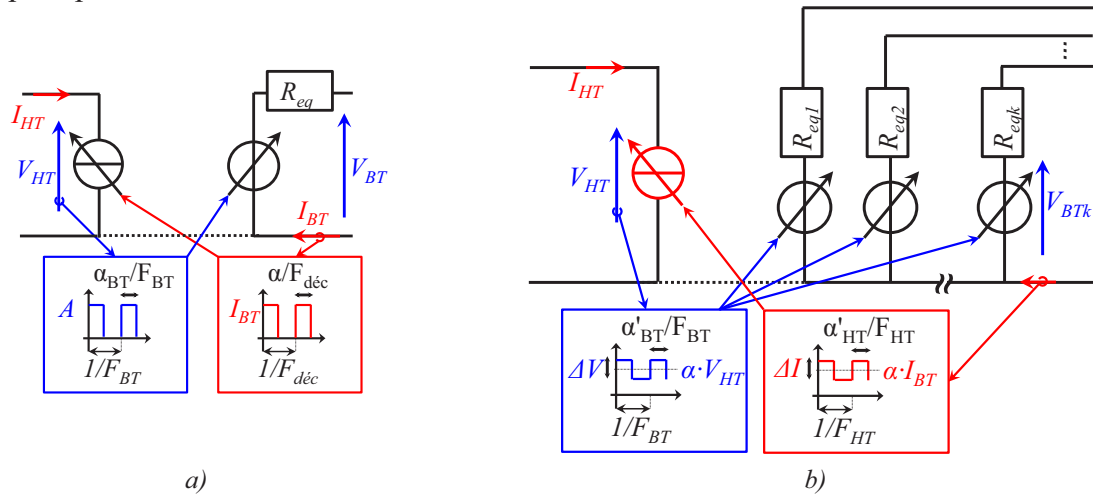 I_HT
R_eq
V_HT
V_BT
I_BT
α_BT/F_BT
A
1/F_BT
α/F_déc
I_BT
1/F_déc
a)
I_HT
V_HT
R_eq1
R_eq2
...
R_eqk
V_BTk
α'_BT/F_BT
ΔV
α·V_HT
1/F_BT
α'_HT/F_HT
ΔI
α·I_BT
1/F_HT
b)